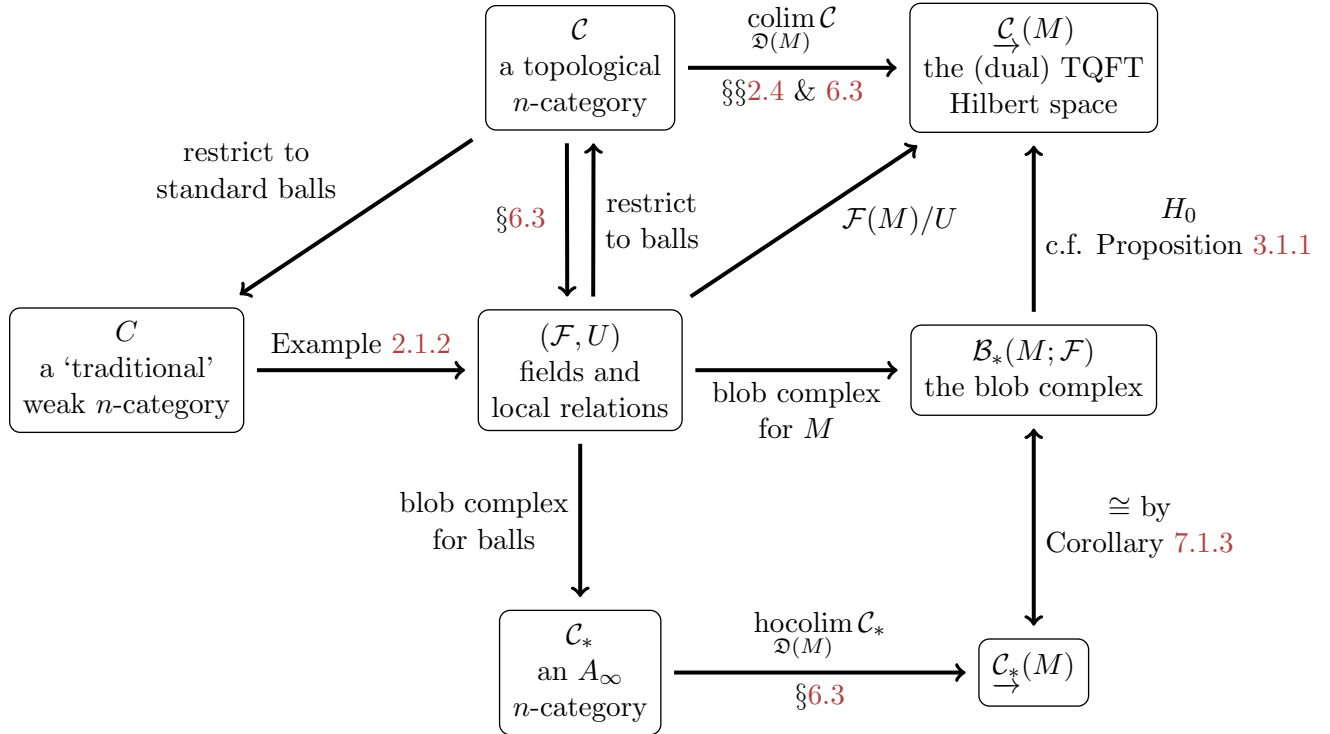 𝒞
a topological
n-category
colim 𝒞
𝔇(M)
§§2.4 & 6.3
𝒞(M)
the (dual) TQFT
Hilbert space
restrict to
standard balls
§6.3
restrict
to balls
ℱ(M)/U
H₀
c.f. Proposition 3.1.1
C
a ‘traditional’
weak n-category
Example 2.1.2
(ℱ, U)
fields and
local relations
blob complex
for M
ℬ∗(M; ℱ)
the blob complex
blob complex
for balls
≅ by
Corollary 7.1.3
𝒞∗
an A∞
n-category
hocolim 𝒞∗
𝔇(M)
§6.3
𝒞∗(M)